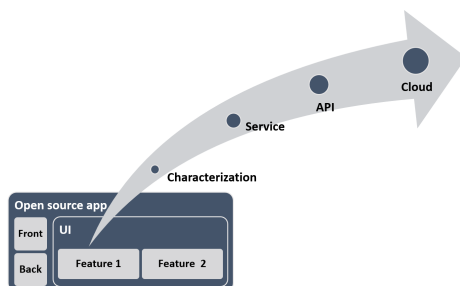 Cloud
API
Service
Characterization
Open source app
Front
UI
Back
Feature 1
Feature 2